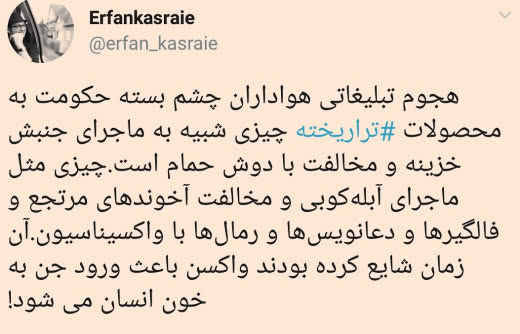 Erfankasraie
@erfan_kasraie
هجوم تبلیغاتی هواداران چشم بسته حکومت به
محصولات #تراریخته چیزی شبیه به ماجرای جنبش
خزینه و مخالفت با دوش حمام است.چیزی مثل
ماجرای آبله‌کوبی و مخالفت آخوندهای مرتجع و
فالگیرها و دعانویس‌ها و رمال‌ها با واکسیناسیون.آن
زمان شایع کرده بودند واکسن باعث ورود جن به
خون انسان می شود!